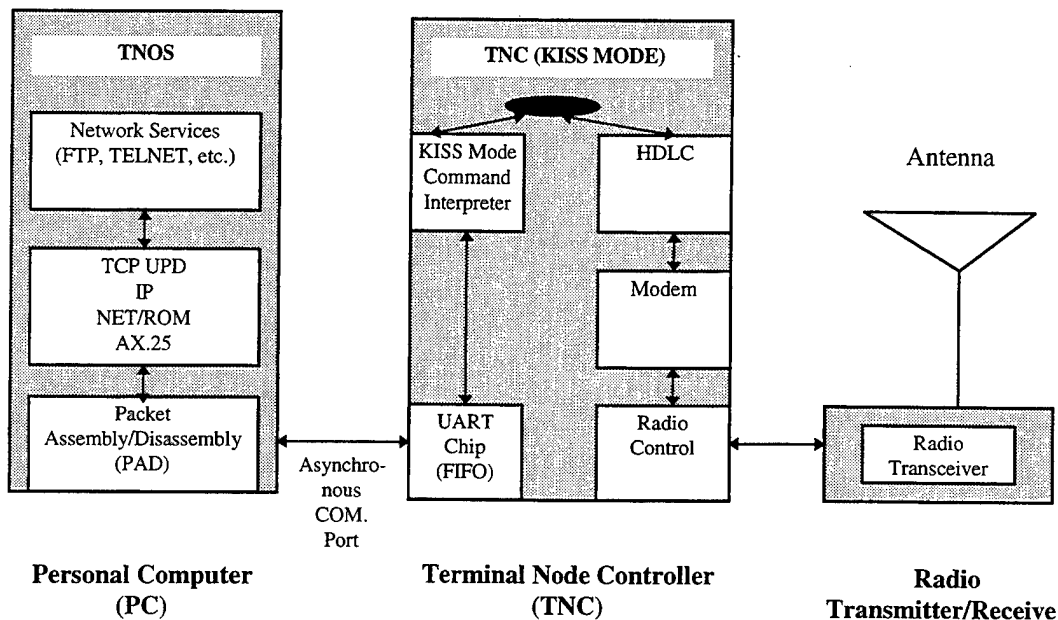 TNOS
Network Services
(FTP, TELNET, etc.)
TCP UPD
IP
NET/ROM
AX.25
Packet
Assembly/Disassembly
(PAD)
Personal Computer
(PC)
Asynchro-
nous
COM.
Port
TNC (KISS MODE)
KISS Mode
Command
Interpreter
HDLC
Modem
UART
Chip
(FIFO)
Radio
Control
Terminal Node Controller
(TNC)
Antenna
Radio
Transceiver
Radio
Transmitter/Receive